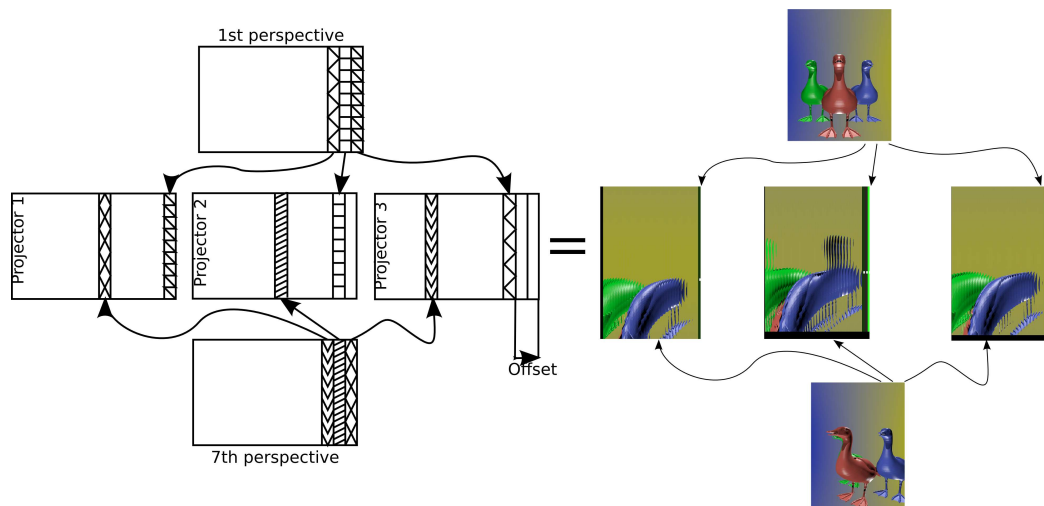 1st perspective
Projector 1
Projector 2
Projector 3
=
Offset
7th perspective